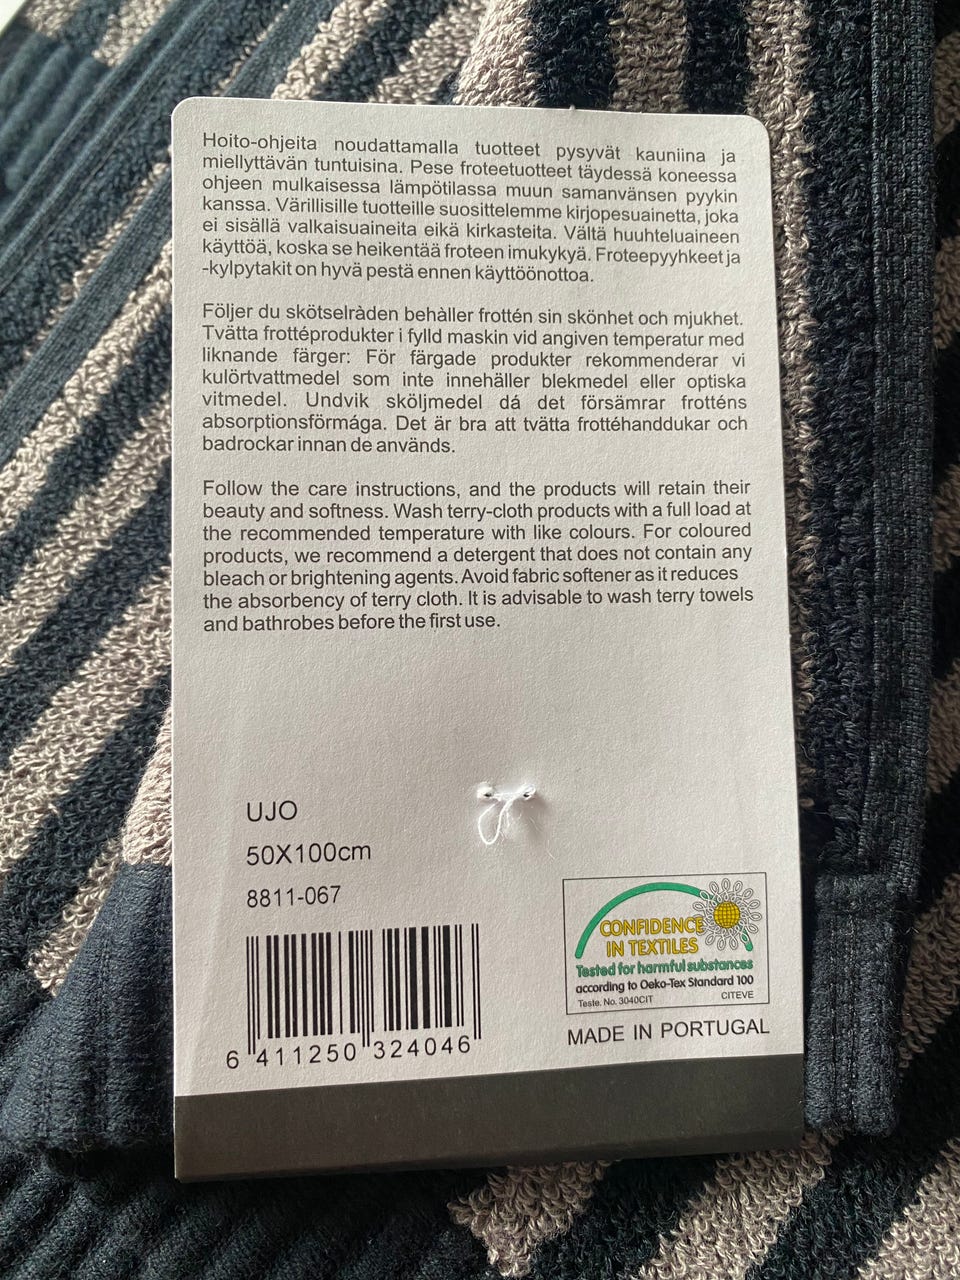 Hoito-ohjeita noudattamalla tuotteet pysyvät kauniina ja
miellyttävän tuntuisina. Pese froteetuotteet täydessä koneessa
ohjeen mulkaisessa lämpötilassa muun samanvänsen pyykin
kanssa. Värillisille tuotteille suosittelemme kirjopesuainetta, joka
ei sisällä valkaisuaineita eikä kirkasteita. Vältä huuhteluaineen
käyttöä, koska se heikentää froteen imukykyä. Froteepyyhkeet ja
-kylpytakit on hyvä pestä ennen käyttöönottoa.
Följer du skötselràden behàller frottén sin skönhet och mjukhet.
Tvätta frottéprodukter i fylld maskin vid angiven temperatur med
liknande färger: För färgade produkter rekommenderar vi
kulörtvattmedel som inte innehäller blekmedel eller optiska
vitmedel. Undvik sköljmedel dá det försämrar frotténs
absorptionsförmága. Det är bra att tvätta frottéhanddukar och
badrockar innan de används.
Follow the care instructions, and the products will retain their
beauty and softness. Wash terry-cloth products with a full load at
the recommended temperature with like colours. For coloured
products, we recommend a detergent that does not contain any
bleach or brightening agents. Avoid fabric softener as it reduces
the absorbency of terry cloth. It is advisable to wash terry towels
and bathrobes before the first use.
UJO
50X100cm
8811-067
6 411250 324046
CONFIDENCE
IN TEXTILES
Tested for harmful substances
according to Oeko-Tex Standard 100
Teste. No. 3040CIT CITEVE
MADE IN PORTUGAL